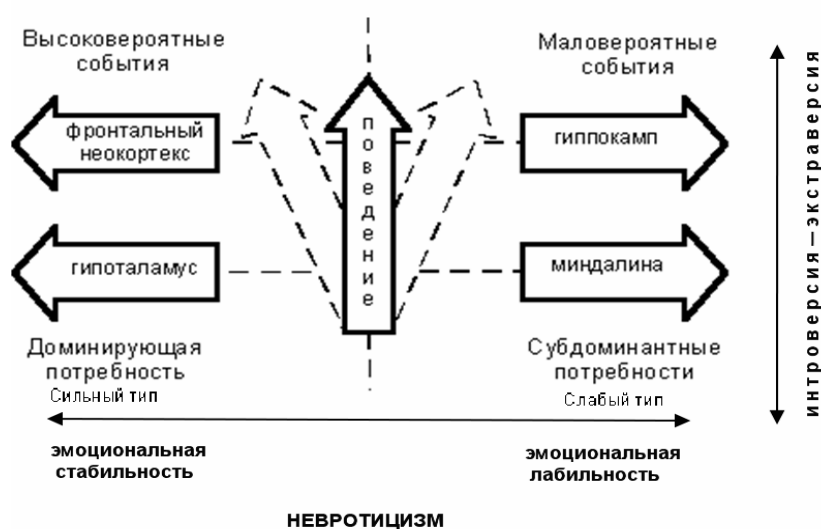 Высоковероятные
события
Маловероятные
события
фронтальный
неокортекс
поведение
гиппокамп
гипоталамус
миндалина
Доминирующая
потребность
Сильный тип
Субдоминантные
потребности
Слабый тип
эмоциональная
стабильность
эмоциональная
лабильность
НЕВРОТИЦИЗМ
интроверсия – экстраверсия